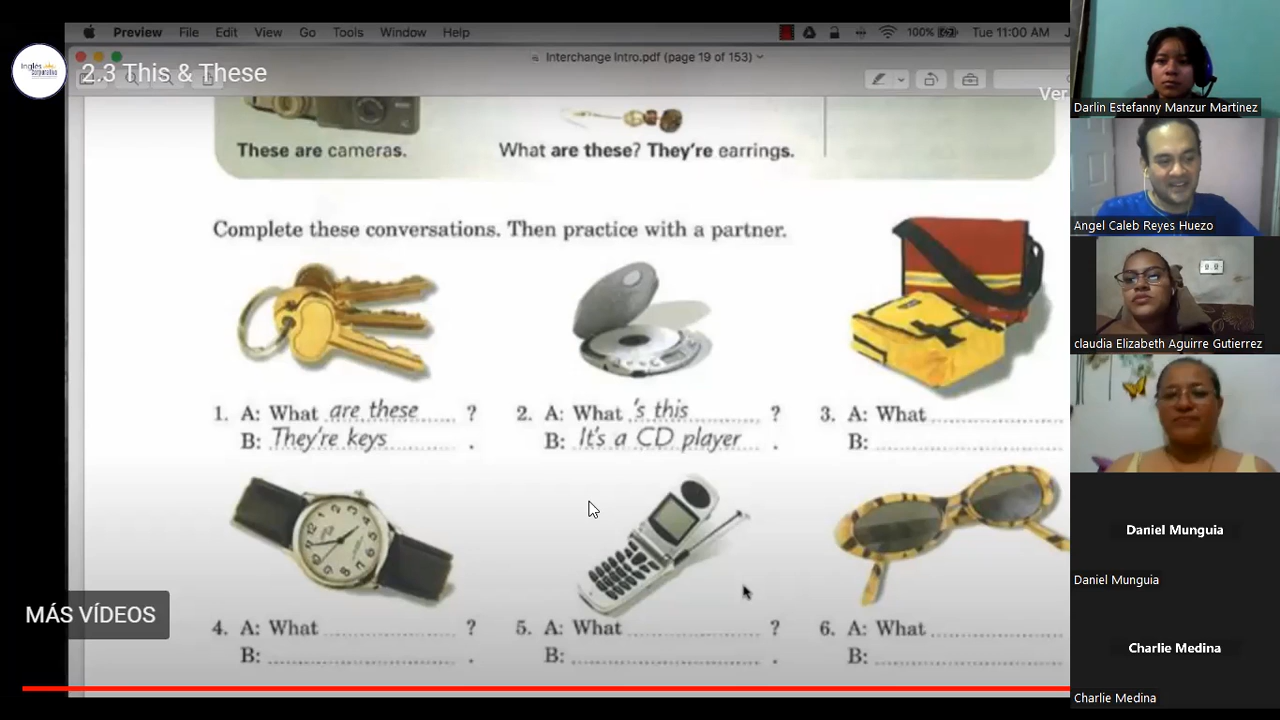 Preview File Edit View Go Tools Window Help 100% Tue 11:00 AM
Interchange Intro.pdf (page 19 of 153)
2.3 This & These
Ver
These are cameras. What are these? They're earrings.
Complete these conversations. Then practice with a partner.
1. A: What are these ? 2. A: What 's this ? 3. A: What
B: They're keys . B: It's a CD player . B:
4. A: What ? 5. A: What ? 6. A: What
B: . B: . B:
MÁS VÍDEOS
Darlin Estefanny Manzur Martinez
Angel Caleb Reyes Huezo
claudia Elizabeth Aguirre Gutierrez
Daniel Munguia
Daniel Munguia
Charlie Medina
Charlie Medina